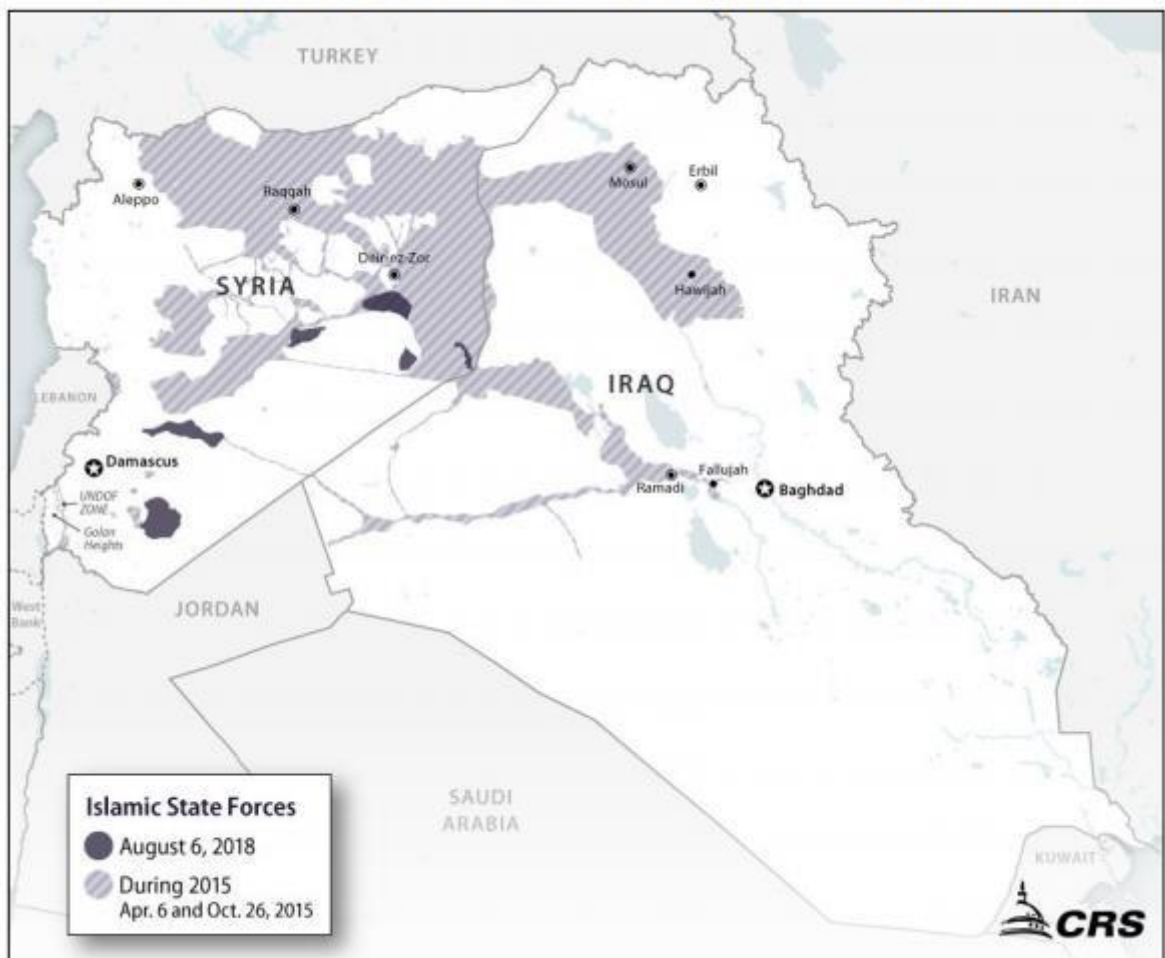 TURKEY
Aleppo
Raqqah
Mosul
Erbil
Deir-ez-Zor
SYRIA
Hawijah
IRAN
IRAQ
LEBANON
Damascus
Ramadi
Fallujah
Baghdad
UNDOF
ZONE
Golan
Heights
West
Bank
JORDAN
SAUDI
ARABIA
KUWAIT
Islamic State Forces
August 6, 2018
During 2015
Apr. 6 and Oct. 26, 2015
CRS